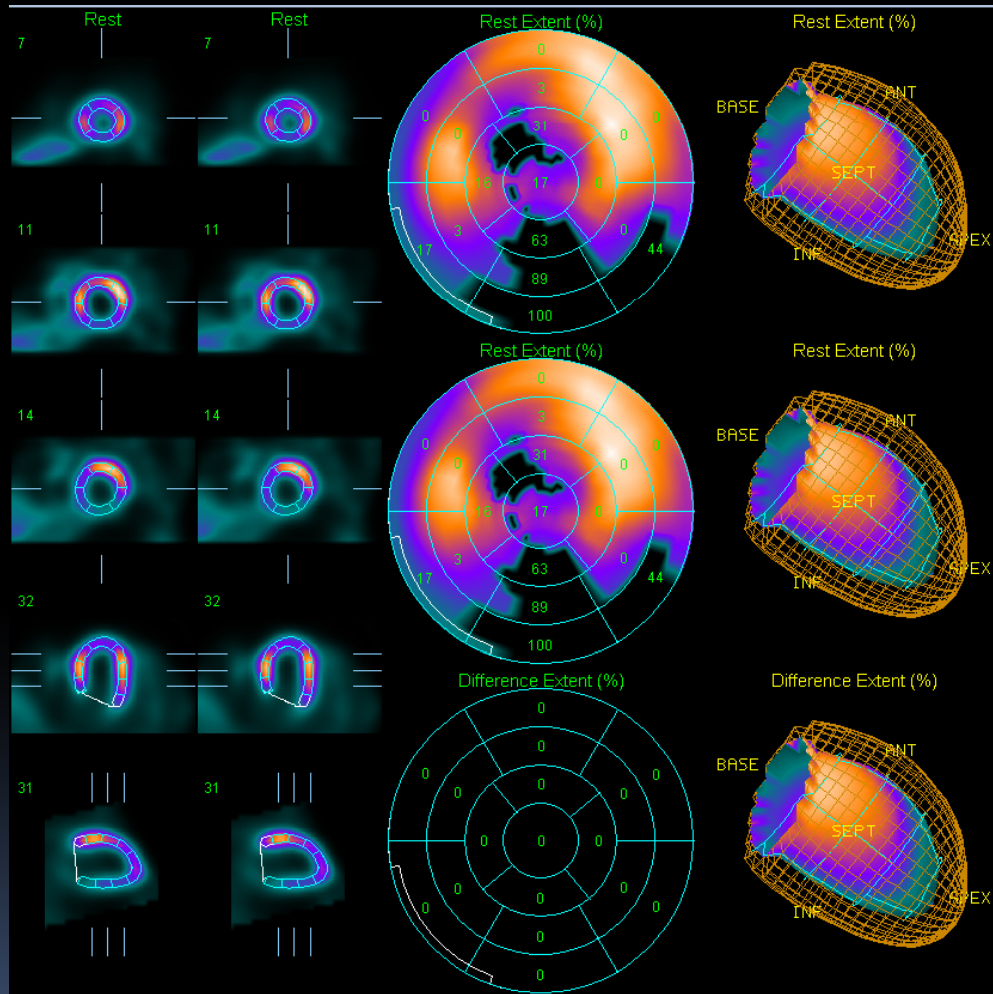 Rest Rest Rest Extent (%) Rest Extent (%)
7 7
0
3
31
0 0 0
16 17 0
3 0
17 63 44
89
100
BASE ANT
SEPT
INF APEX
11 11
14 14
Rest Extent (%) Rest Extent (%)
0
3
31
0 0 0
16 17 0
3 0
17 63 44
89
100
BASE ANT
SEPT
INF APEX
32 32
31 31
Difference Extent (%) Difference Extent (%)
0
0
0
0 0 0 0
0 0 0
0 0
0 0 0
0
0
BASE ANT
SEPT
INF APEX